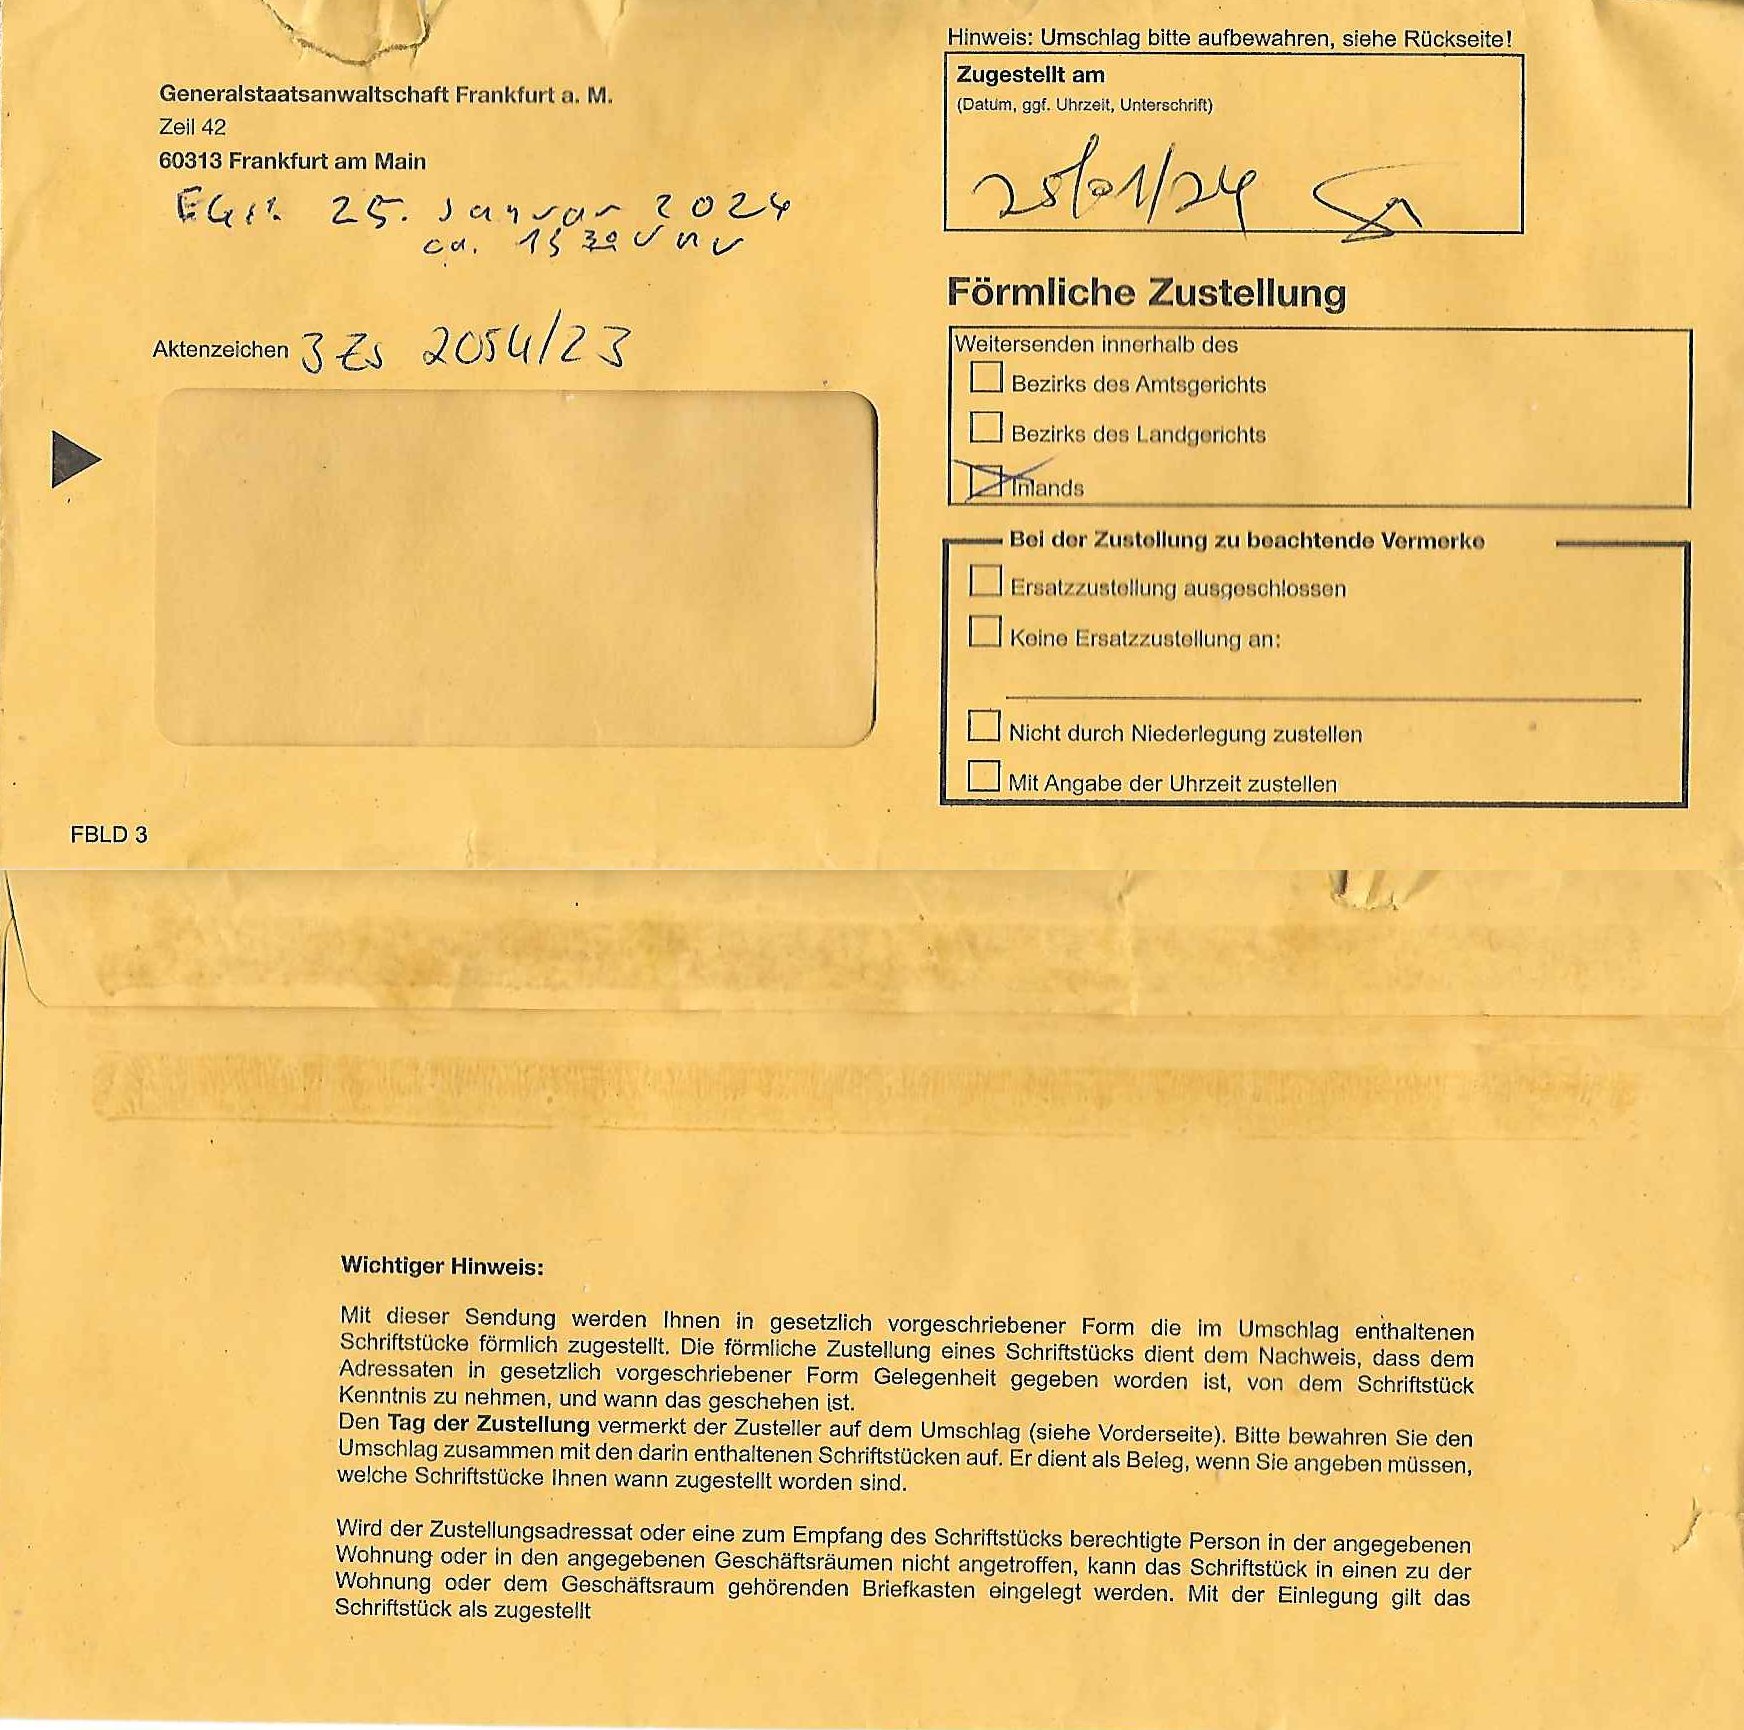 Hinweis: Umschlag bitte aufbewahren, siehe Rückseite!
Generalstaatsanwaltschaft Frankfurt a. M.
Zeil 42
60313 Frankfurt am Main
25. Januar 2024
ca.
Zugestellt am
(Datum, ggf. Uhrzeit, Unterschrift)
25/01/24
Aktenzeichen 3 Zs 2054/23
Förmliche Zustellung
Weitersenden innerhalb des
Bezirks des Amtsgerichts
Bezirks des Landgerichts
Inlands
Bei der Zustellung zu beachtende Vermerke
Ersatzzustellung ausgeschlossen
Keine Ersatzzustellung an:
Nicht durch Niederlegung zustellen
Mit Angabe der Uhrzeit zustellen
FBLD 3
Wichtiger Hinweis:
Mit dieser Sendung werden Ihnen in gesetzlich vorgeschriebener Form die im Umschlag enthaltenen
Schriftstücke förmlich zugestellt. Die förmliche Zustellung eines Schriftstücks dient dem Nachweis, dass dem
Adressaten in gesetzlich vorgeschriebener Form Gelegenheit gegeben worden ist, von dem Schriftstück
Kenntnis zu nehmen, und wann das geschehen ist.
Den Tag der Zustellung vermerkt der Zusteller auf dem Umschlag (siehe Vorderseite). Bitte bewahren Sie den
Umschlag zusammen mit den darin enthaltenen Schriftstücken auf. Er dient als Beleg, wenn Sie angeben müssen,
welche Schriftstücke Ihnen wann zugestellt worden sind.
Wird der Zustellungsadressat oder eine zum Empfang des Schriftstücks berechtigte Person in der angegebenen
Wohnung oder in den angegebenen Geschäftsräumen nicht angetroffen, kann das Schriftstück in einen zu der
Wohnung oder dem Geschäftsraum gehörenden Briefkasten eingelegt werden. Mit der Einlegung gilt das
Schriftstück als zugestellt